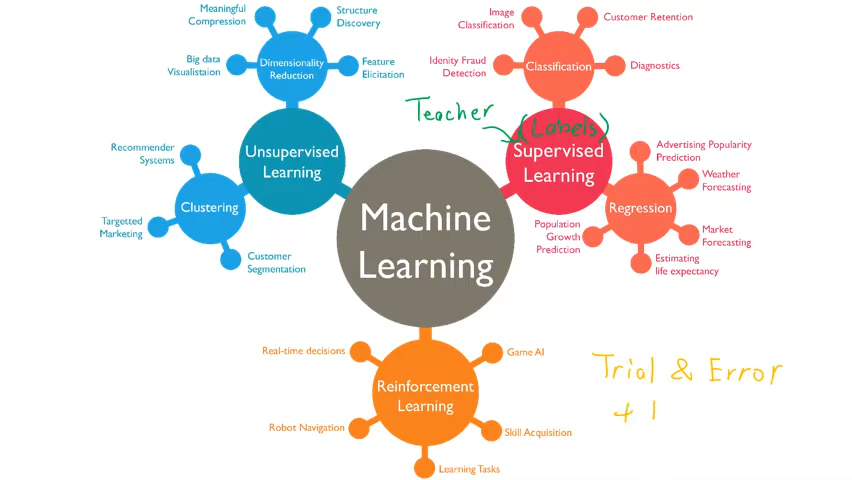 Meaningful
Compression
Structure
Discovery
Big data
Visualistaion
Dimensionality
Reduction
Feature
Elicitation
Image
Classification
Customer Retention
Idenity Fraud
Detection
Classification
Diagnostics
Teacher
(Labels)
Recommender
Systems
Unsupervised
Learning
Supervised
Learning
Advertising Popularity
Prediction
Weather
Forecasting
Clustering
Machine
Learning
Regression
Targetted
Marketing
Population
Growth
Prediction
Market
Forecasting
Customer
Segmentation
Estimating
life expectancy
Real-time decisions
Game AI
Reinforcement
Learning
Robot Navigation
Skill Acquisition
Learning Tasks
Trial & Error
+ 1